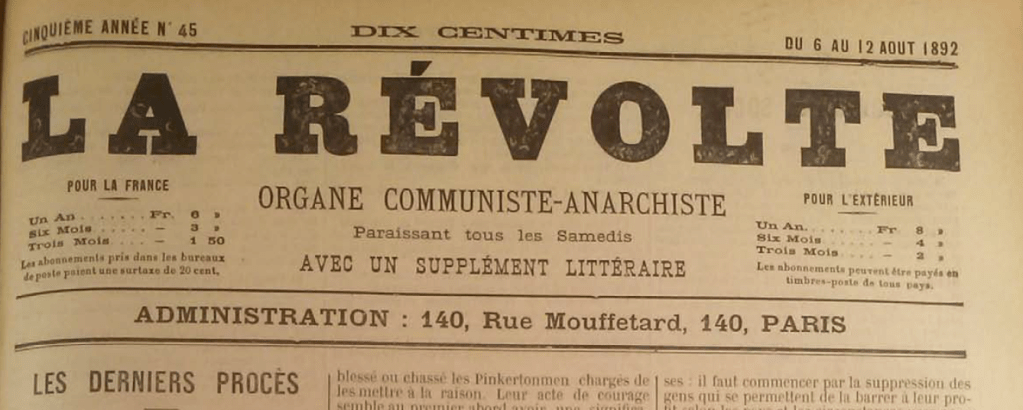 CINQUIÈME ANNÉE N° 45
DIX CENTIMES
DU 6 AU 12 AOUT 1892
LA RÉVOLTE
POUR LA FRANCE
Un An . . . . . . . Fr. 6 »
Six Mois . . . . — 3 »
Trois Mois . . . . — 1 50
Les abonnements pris dans les bureaux
de poste paient une surtaxe de 20 cent.
ORGANE COMMUNISTE-ANARCHISTE
Paraissant tous les Samedis
AVEC UN SUPPLÉMENT LITTÉRAIRE
POUR L'EXTÉRIEUR
Un An. . . . . . . Fr 8 »
Six Mois . . . . — 4 »
Trois Mois . . . . — 2 »
Les abonnements peuvent être payés en
timbres-poste de tous pays.
ADMINISTRATION : 140, Rue Mouffetard, 140, PARIS
LES DERNIERS PROCÈS
blessé ou chassé les Pinkertonmen chargés de
les mettre à la raison. Leur acte de courage
semble au premier abord avoir une
ses : il faut commencer par la suppression des
gens qui se permettent de la barrer à leur pro-